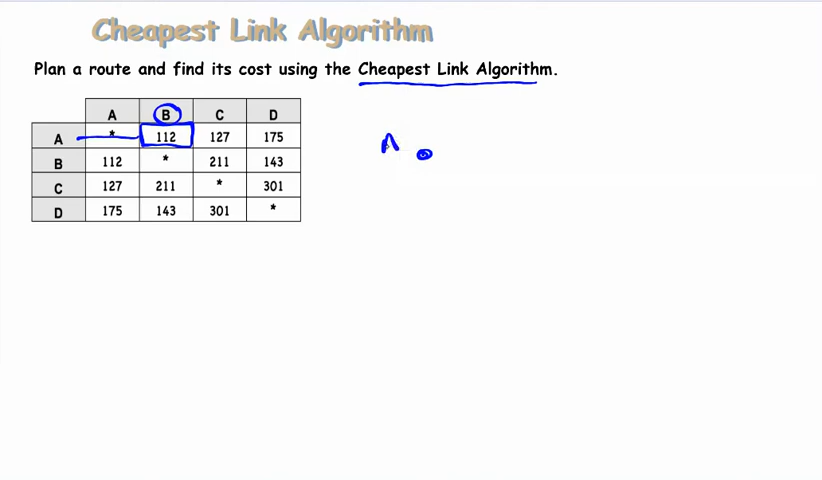 Cheapest Link Algorithm
Plan a route and find its cost using the Cheapest Link Algorithm.
A B C D
A * 112 127 175
B 112 * 211 143
C 127 211 * 301
D 175 143 301 *
A